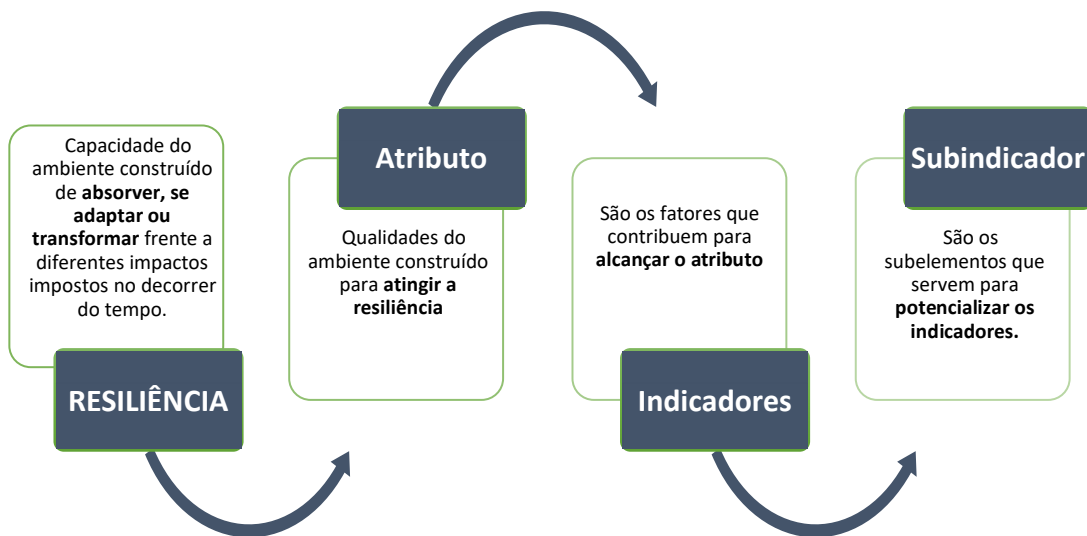 Capacidade do
ambiente construído
de absorver, se
adaptar ou
transformar frente a
diferentes impactos
impostos no decorrer
do tempo.
RESILIÊNCIA
Atributo
Qualidades do
ambiente construído
para atingir a
resiliência
São os fatores que
contribuem para
alcançar o atributo
Indicadores
Subindicador
São os
subelementos que
servem para
potencializar os
indicadores.